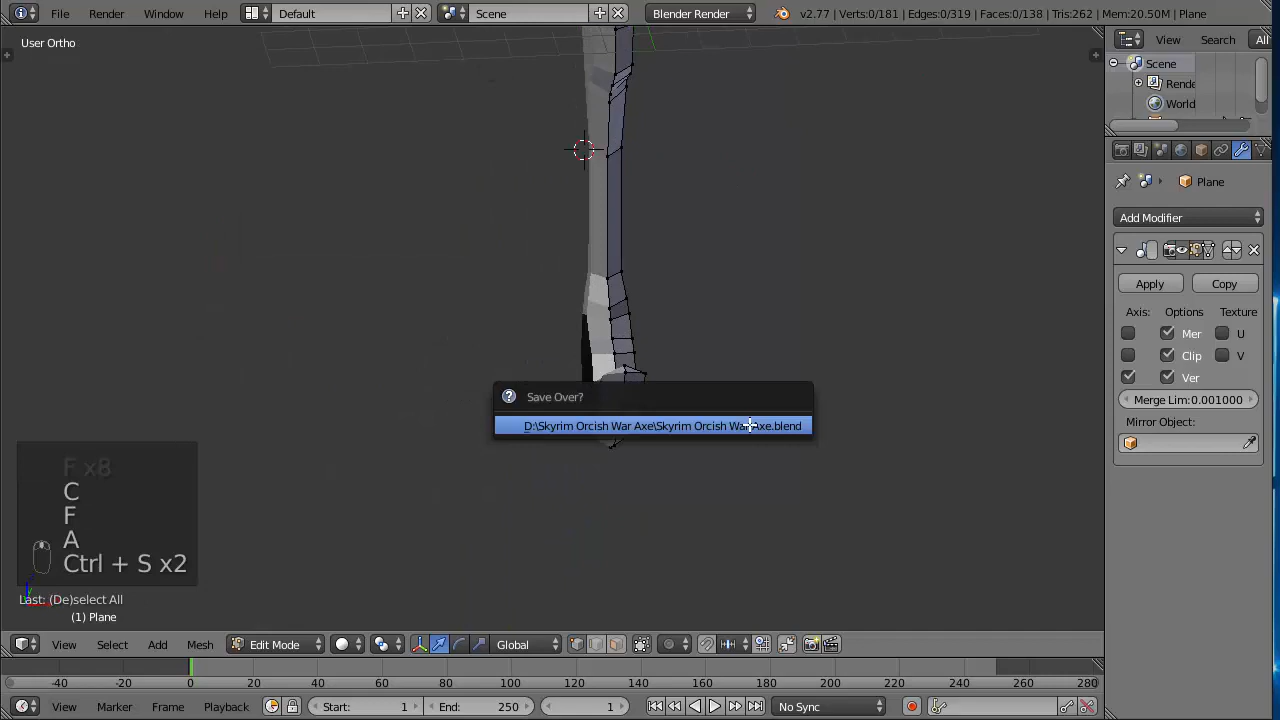 File Render Window Help Default Scene Blender Render v2.77 | Verts:0/181 | Edges:0/319 | Faces:0/138 | Tris:262 | Mem:20.50M | Plane
User Ortho
View Search All
Scene
Rende
World
Plane
Add Modifier
Apply Copy
Axis: Options Texture
Mer U
Clip V
Ver
Merge Lim:0.001000
Mirror Object:
Save Over?
D:\Skyrim Orcish War Axe\Skyrim Orcish War Axe.blend
F x8
C
F
A
Ctrl + S x2
Last: (De)select All
(1) Plane
View Select Add Mesh Edit Mode Global
-40 -20 0 20 40 60 80 100 120 140 160 180 200 220 240 260 280
View Marker Frame Playback Start: 1 End: 250 1 No Sync